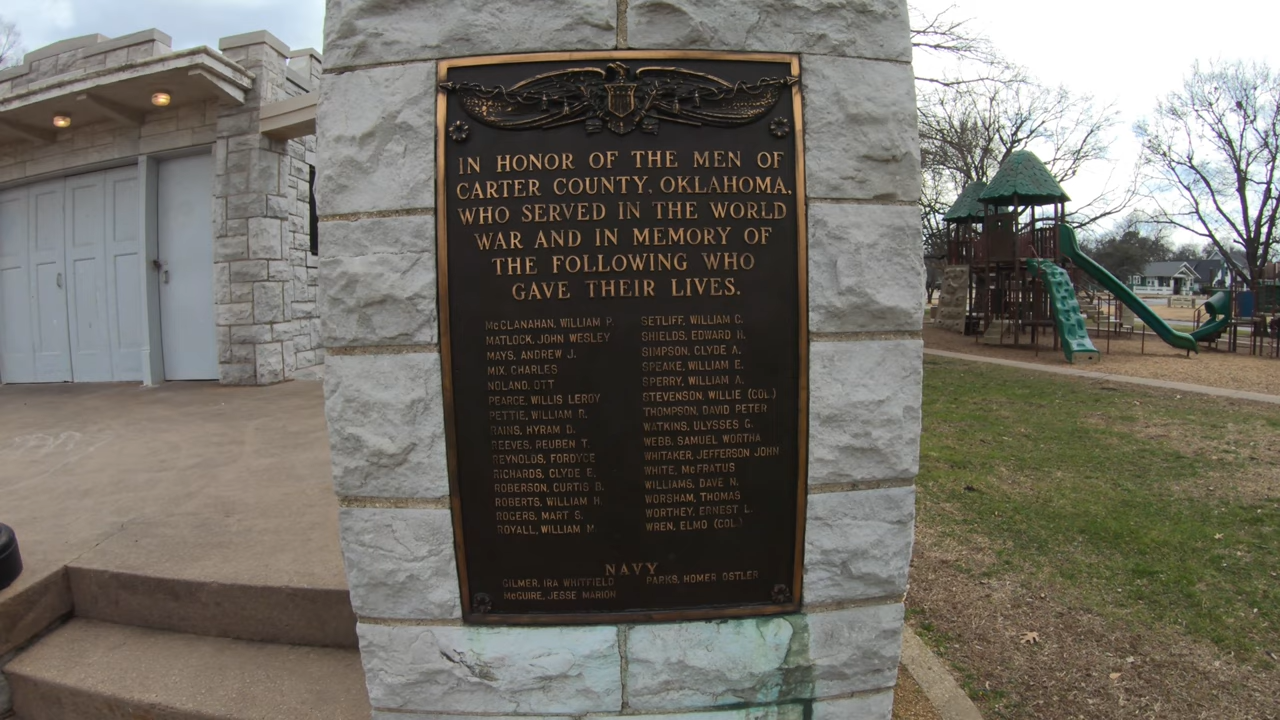 IN HONOR OF THE MEN OF
CARTER COUNTY, OKLAHOMA,
WHO SERVED IN THE WORLD
WAR AND IN MEMORY OF
THE FOLLOWING WHO
GAVE THEIR LIVES.
McCLANAHAN, WILLIAM P.
MATLOCK, JOHN WESLEY
MAYS, ANDREW J.
MIX, CHARLES
NOLAND, OTT
PEARCE, WILLIS LEROY
PETTIE, WILLIAM R.
RAINS, HYRAM D.
REEVES, REUBEN T.
REYNOLDS, FORDYCE
RICHARDS, CLYDE E.
ROBERSON, CURTIS B.
ROBERTS, WILLIAM H.
ROGERS, MART S.
ROYALL, WILLIAM M.
SETLIFF, WILLIAM C.
SHIELDS, EDWARD H.
SIMPSON, CLYDE A.
SPEAKE, WILLIAM E.
SPERRY, WILLIAM A.
STEVENSON, WILLIE (COL.)
THOMPSON, DAVID PETER
WATKINS, ULYSSES G.
WEBB, SAMUEL WORTHA
WHITAKER, JEFFERSON JOHN
WHITE, McFRATUS
WILLIAMS, DAVE N.
WORSHAM, THOMAS
WORTHEY, ERNEST L.
WREN, ELMO (COL.)
NAVY
GILMER, IRA WHITFIELD
McGUIRE, JESSE MARION
PARKS, HOMER OSTLER